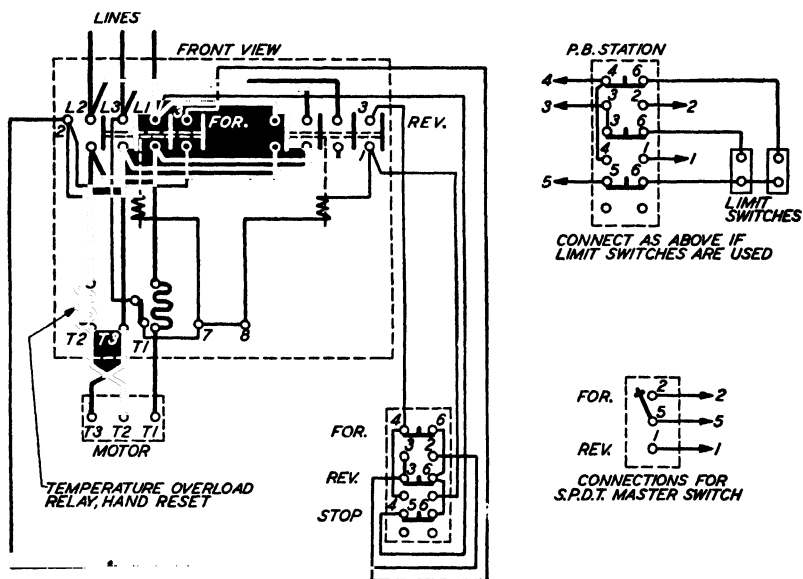 LINES
FRONT VIEW
L2 L3 L1 3 FOR. 3 REV.
2
1
7 8
T2 T3 T1
T3 T2 T1
MOTOR
TEMPERATURE OVERLOAD
RELAY, HAND RESET
FOR. 4 6
3 2
REV. 3 6
STOP 4 5 6
P.B. STATION
4 4 6
3 3 2 2
3 6
4 1 1
5 5 6
LIMIT
SWITCHES
CONNECT AS ABOVE IF
LIMIT SWITCHES ARE USED
FOR. 2 2
5 5
REV. 1 1
CONNECTIONS FOR
S.P.D.T. MASTER SWITCH